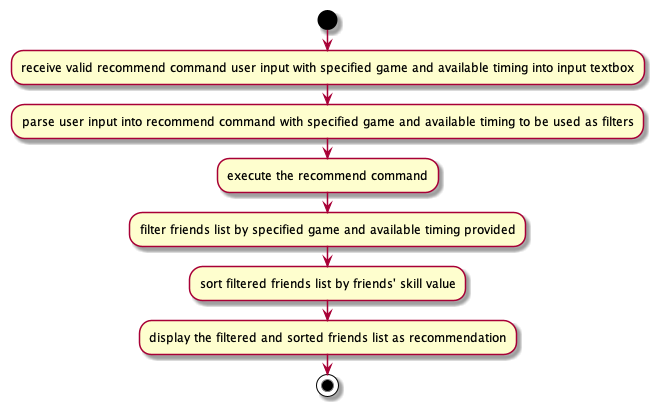 receive valid recommend command user input with specified game and available timing into input textbox
parse user input into recommend command with specified game and available timing to be used as filters
execute the recommend command
filter friends list by specified game and available timing provided
sort filtered friends list by friends' skill value
display the filtered and sorted friends list as recommendation